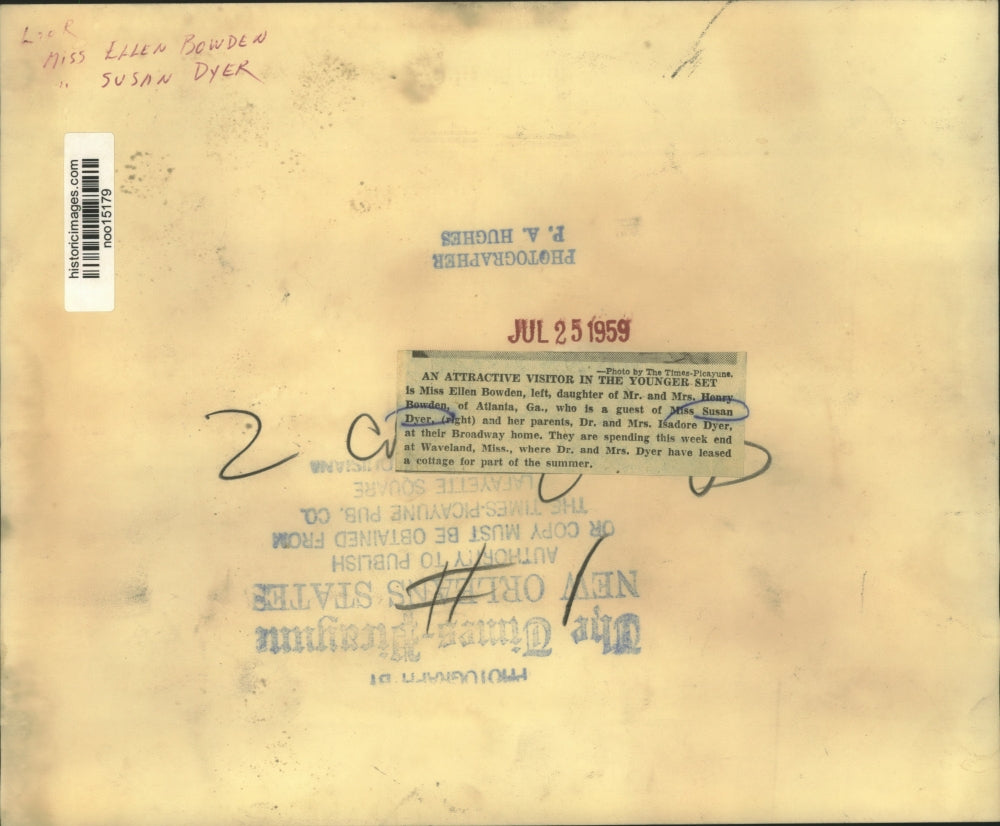 L to R
MISS ELLEN BOWDEN
" SUSAN DYER
historicimages.com
noo15179
PHOTOGRAPHER
P. A. HUGHES
JUL 25 1959
—Photo by The Times-Picayune.
AN ATTRACTIVE VISITOR IN THE YOUNGER SET
is Miss Ellen Bowden, left, daughter of Mr. and Mrs. Henry
Bowden, of Atlanta, Ga., who is a guest of Miss Susan
Dyer, (right) and her parents, Dr. and Mrs. Isadore Dyer,
at their Broadway home. They are spending this week end
at Waveland, Miss., where Dr. and Mrs. Dyer have leased
a cottage for part of the summer.
2
# 1
PHOTOGRAPH BY
The Times-Picayune
NEW ORLEANS STATES
AUTHORITY TO PUBLISH
OR COPY MUST BE OBTAINED FROM
THE TIMES-PICAYUNE PUB. CO.
LAFAYETTE SQUARE